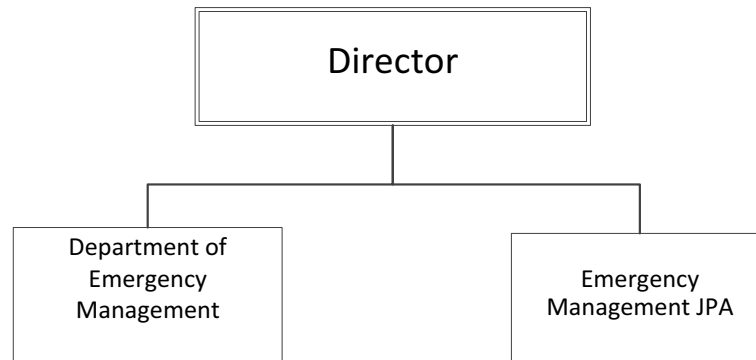 Director
Department of
Emergency
Management
Emergency
Management JPA